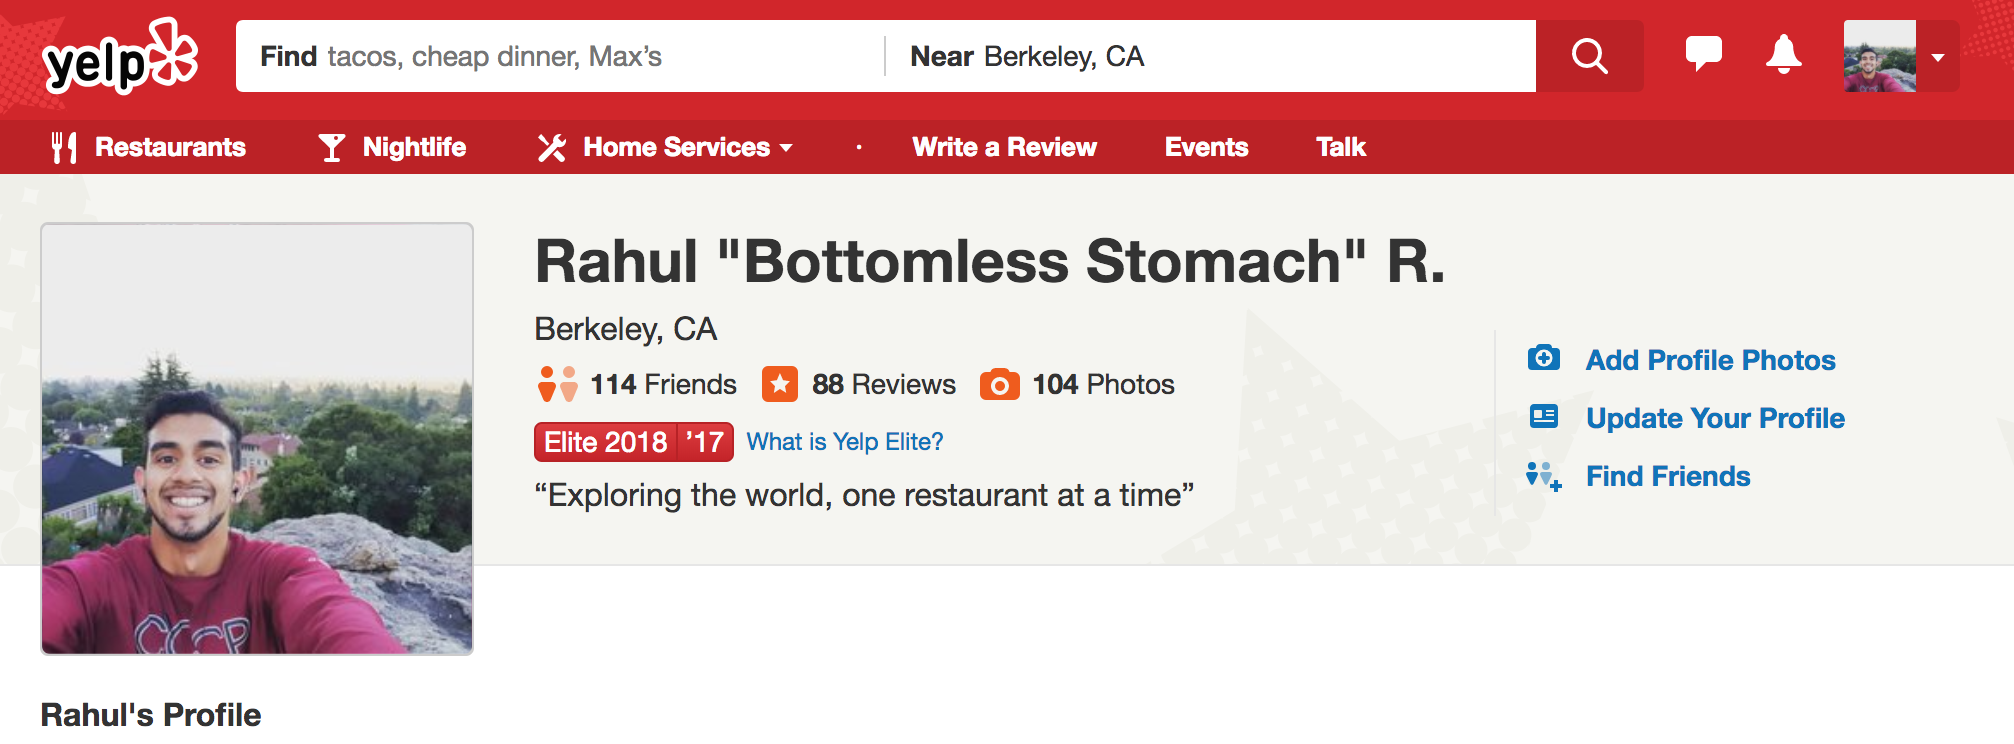 yelp
Find tacos, cheap dinner, Max’s
Near Berkeley, CA
Restaurants
Nightlife
Home Services
·
Write a Review
Events
Talk
Rahul "Bottomless Stomach" R.
Berkeley, CA
114 Friends 88 Reviews 104 Photos
Elite 2018 ’17 What is Yelp Elite?
“Exploring the world, one restaurant at a time”
Add Profile Photos
Update Your Profile
Find Friends
CCCP
Rahul's Profile